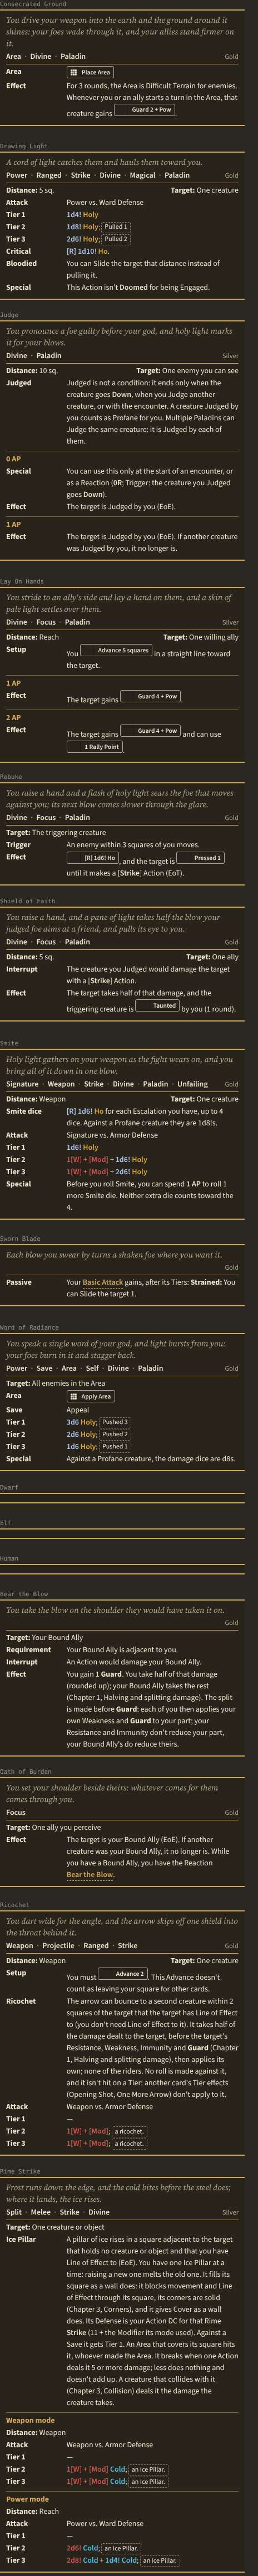 Consecrated Ground
You drive your weapon into the earth and the ground around it
shines: your foes wade through it, and your allies stand firmer on
it.
Area · Divine · Paladin Gold
Area Place Area
Effect For 3 rounds, the Area is Difficult Terrain for enemies.
Whenever you or an ally starts a turn in the Area, that
creature gains Guard 2 + Pow.
Drawing Light
A cord of light catches them and hauls them toward you.
Power · Ranged · Strike · Divine · Magical · Paladin Gold
Distance: 5 sq. Target: One creature
Attack Power vs. Ward Defense
Tier 1 1d4! Holy
Tier 2 1d8! Holy; Pulled 1
Tier 3 2d6! Holy; Pulled 2
Critical [R] 1d10! Ho.
Bloodied You can Slide the target that distance instead of
pulling it.
Special This Action isn't Doomed for being Engaged.
Judge
You pronounce a foe guilty before your god, and holy light marks
it for your blows.
Divine · Paladin Silver
Distance: 10 sq. Target: One enemy you can see
Judged Judged is not a condition: it ends only when the
creature goes Down, when you Judge another
creature, or with the encounter. A creature Judged by
you counts as Profane for you. Multiple Paladins can
Judge the same creature: it is Judged by each of
them.
0 AP
Special You can use this only at the start of an encounter, or
as a Reaction (0R; Trigger: the creature you Judged
goes Down).
Effect The target is Judged by you (EoE).
1 AP
Effect The target is Judged by you (EoE). If another creature
was Judged by you, it no longer is.
Lay On Hands
You stride to an ally's side and lay a hand on them, and a skin of
pale light settles over them.
Divine · Focus · Paladin Gold
Distance: Reach Target: One willing ally
Setup You Advance 5 squares in a straight line toward
the target.
1 AP
Effect The target gains Guard 4 + Pow.
2 AP
Effect The target gains Guard 4 + Pow and can use
1 Rally Point.
Rebuke
You raise a hand and a flash of holy light sears the foe that moves
against you; its next blow comes slower through the glare.
Divine · Focus · Paladin Gold
Target: The triggering creature
Trigger An enemy within 3 squares of you moves.
Effect [R] 1d6! Ho, and the target is Pressed 1
until it makes a [Strike] Action (EoT).
Shield of Faith
You raise a hand, and a pane of light takes half the blow your
judged foe aims at a friend, and pulls its eye to you.
Divine · Focus · Paladin Gold
Distance: 5 sq. Target: One ally
Interrupt The creature you Judged would damage the target
with a [Strike] Action.
Effect The target takes half of that damage, and the
triggering creature is Taunted by you (1 round).
Smite
Holy light gathers on your weapon as the fight wears on, and you
bring all of it down in one blow.
Signature · Weapon · Strike · Divine · Paladin · Unfailing Gold
Distance: Weapon Target: One creature
Smite dice [R] 1d6! Ho for each Escalation you have, up to 4
dice. Against a Profane creature they are 1d8!s.
Attack Signature vs. Armor Defense
Tier 1 1d6! Holy
Tier 2 1[W] + [Mod] + 1d6! Holy
Tier 3 1[W] + [Mod] + 2d6! Holy
Special Before you roll Smite, you can spend 1 AP to roll 1
more Smite die. Neither extra die counts toward the
4.
Sworn Blade
Each blow you swear by turns a shaken foe where you want it.
Gold
Passive Your Basic Attack gains, after its Tiers: Strained: You
can Slide the target 1.
Word of Radiance
You speak a single word of your god, and light bursts from you:
your foes burn in it and stagger back.
Power · Save · Area · Self · Divine · Paladin Gold
Target: All enemies in the Area
Area Apply Area
Save Appeal
Tier 1 3d6 Holy; Pushed 3
Tier 2 2d6 Holy; Pushed 2
Tier 3 1d6 Holy; Pushed 1
Special Against a Profane creature, the damage dice are d8s.
Dwarf
Elf
Human
Bear the Blow
You take the blow on the shoulder they would have taken it on.
Gold
Target: Your Bound Ally
Requirement Your Bound Ally is adjacent to you.
Interrupt An Action would damage your Bound Ally.
Effect You gain 1 Guard. You take half of that damage
(rounded up); your Bound Ally takes the rest
(Chapter 1, Halving and splitting damage). The split
is made before Guard: each of you then applies your
own Weakness and Guard to your part; your
Resistance and Immunity don't reduce your part,
your Bound Ally's do reduce theirs.
Oath of Burden
You set your shoulder beside theirs: whatever comes for them
comes through you.
Focus Gold
Target: One ally you perceive
Effect The target is your Bound Ally (EoE). If another
creature was your Bound Ally, it no longer is. While
you have a Bound Ally, you have the Reaction
Bear the Blow.
Ricochet
You dart wide for the angle, and the arrow skips off one shield into
the throat behind it.
Weapon · Projectile · Ranged · Strike Gold
Distance: Weapon Target: One creature
Setup You must Advance 2. This Advance doesn't
count as leaving your square for other cards.
Ricochet The arrow can bounce to a second creature within 2
squares of the target that the target has Line of Effect
to (you don't need Line of Effect to it). It takes half of
the damage dealt to the target, before the target's
Resistance, Weakness, Immunity and Guard (Chapter
1, Halving and splitting damage), then applies its
own; none of the riders. No roll is made against it,
and it isn't hit on a Tier: another card's Tier effects
(Opening Shot, One More Arrow) don't apply to it.
Attack Weapon vs. Armor Defense
Tier 1 —
Tier 2 1[W] + [Mod]; a ricochet.
Tier 3 1[W] + [Mod]; a ricochet.
Rime Strike
Frost runs down the edge, and the cold bites before the steel does;
where it lands, the ice rises.
Split · Melee · Strike · Divine Silver
Target: One creature or object
Ice Pillar A pillar of ice rises in a square adjacent to the target
that holds no creature or object and that you have
Line of Effect to (EoE). You have one Ice Pillar at a
time: raising a new one melts the old one. It fills its
square as a wall does: it blocks movement and Line
of Effect through its square, its corners are solid
(Chapter 3, Corners), and it gives Cover as a wall
does. Its Defense is your Action DC for that Rime
Strike (11 + the Modifier its mode used). Against a
Save it gets Tier 1. An Area that covers its square hits
it, whoever made the Area. It breaks when one Action
deals it 5 or more damage; less does nothing and
doesn't add up. A creature that collides with it
(Chapter 3, Collision) deals it the damage the
creature takes.
Weapon mode
Distance: Weapon
Attack Weapon vs. Armor Defense
Tier 1 —
Tier 2 1[W] + [Mod] Cold; an Ice Pillar.
Tier 3 1[W] + [Mod] Cold; an Ice Pillar.
Power mode
Distance: Reach
Attack Power vs. Ward Defense
Tier 1 —
Tier 2 2d6! Cold; an Ice Pillar.
Tier 3 2d8! Cold + 1d4! Cold; an Ice Pillar.